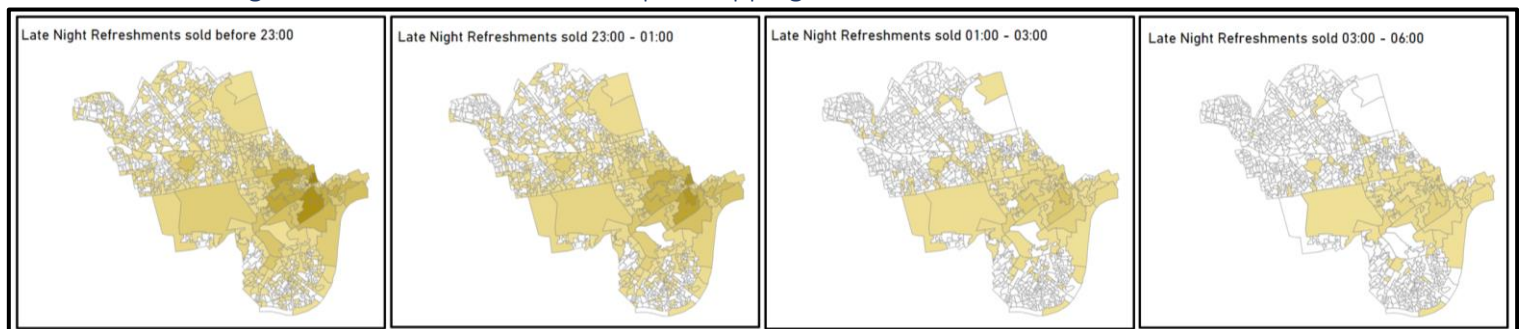 Late Night Refreshments sold before 23:00
Late Night Refreshments sold 23:00 - 01:00
Late Night Refreshments sold 01:00 - 03:00
Late Night Refreshments sold 03:00 - 06:00